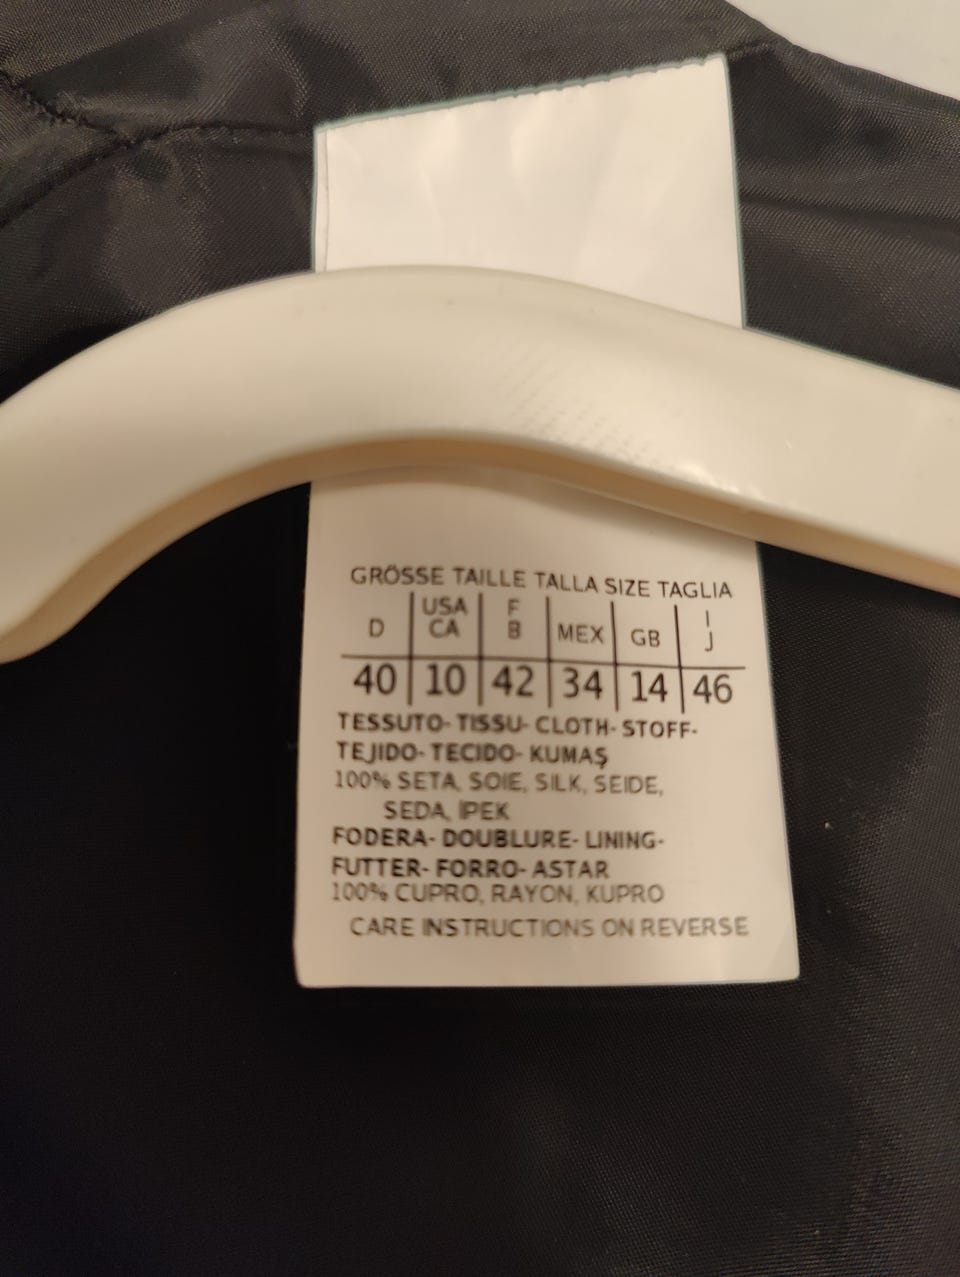 GRÖSSE TAILLE TALLA SIZE TAGLIA
D USA CA F B MEX GB I J
40 10 42 34 14 46
TESSUTO- TISSU- CLOTH- STOFF-
TEJIDO- TECIDO- KUMAŞ
100% SETA, SOIE, SILK, SEIDE,
SEDA, İPEK
FODERA- DOUBLURE- LINING-
FUTTER- FORRO- ASTAR
100% CUPRO, RAYON, KUPRO
CARE INSTRUCTIONS ON REVERSE